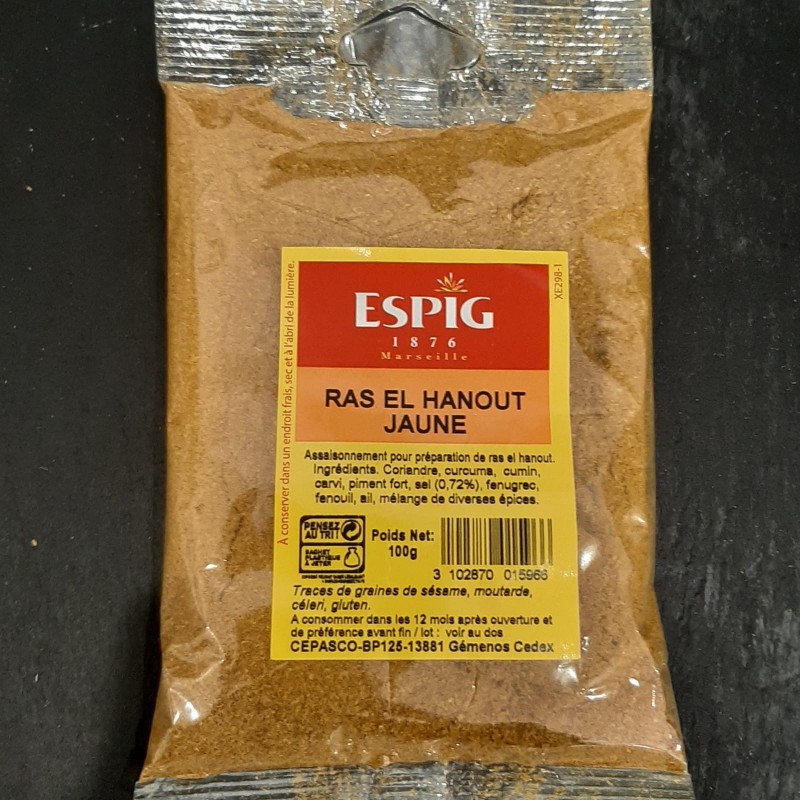 ESPIG
1876
Marseille
RAS EL HANOUT
JAUNE
Assaisonnement pour préparation de ras el hanout.
Ingrédients. Coriandre, curcuma, cumin,
carvi, piment fort, sel (0,72%), fenugrec,
fenouil, ail, mélange de diverses épices.
PENSEZ
AU TRI
SACHET
PLASTIQUE
À JETER
Poids Net:
100g
3 102870 015966
Traces de graines de sésame, moutarde,
céleri, gluten.
A consommer dans les 12 mois après ouverture et
de préférence avant fin / lot : voir au dos
CEPASCO-BP125-13881 Gémenos Cedex
A conserver dans un endroit frais, sec et à l'abri de la lumière.
XE298-1